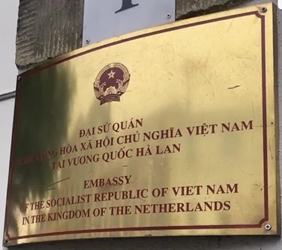 ĐẠI SỨ QUÁN
HÒA XÃ HỘI CHỦ NGHĨA VIỆT NAM
TẠI VƯƠNG QUỐC HÀ LAN
EMBASSY
OF THE SOCIALIST REPUBLIC OF VIET NAM
IN THE KINGDOM OF THE NETHERLANDS